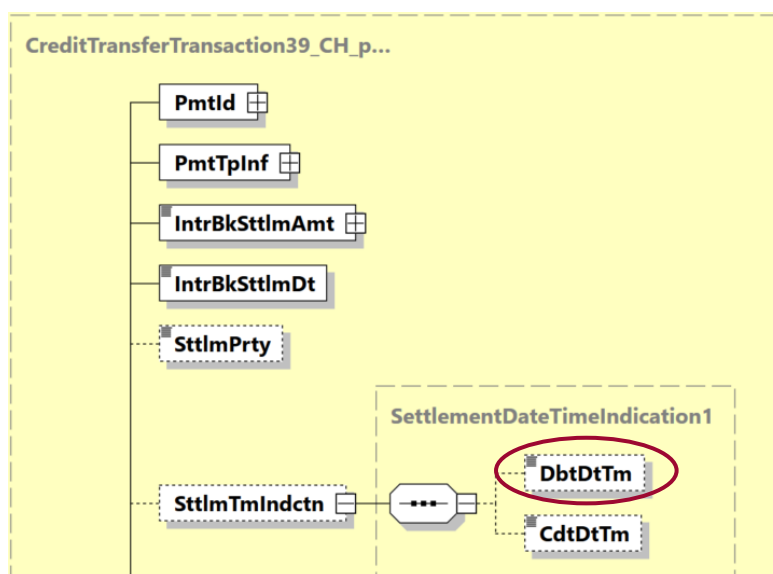 CreditTransferTransaction39_CH_p...
PmtId
PmtTpInf
IntrBkSttlmAmt
IntrBkSttlmDt
SttlmPrty
SettlementDateTimeIndication1
DbtDtTm
SttlmTmIndctn
CdtDtTm